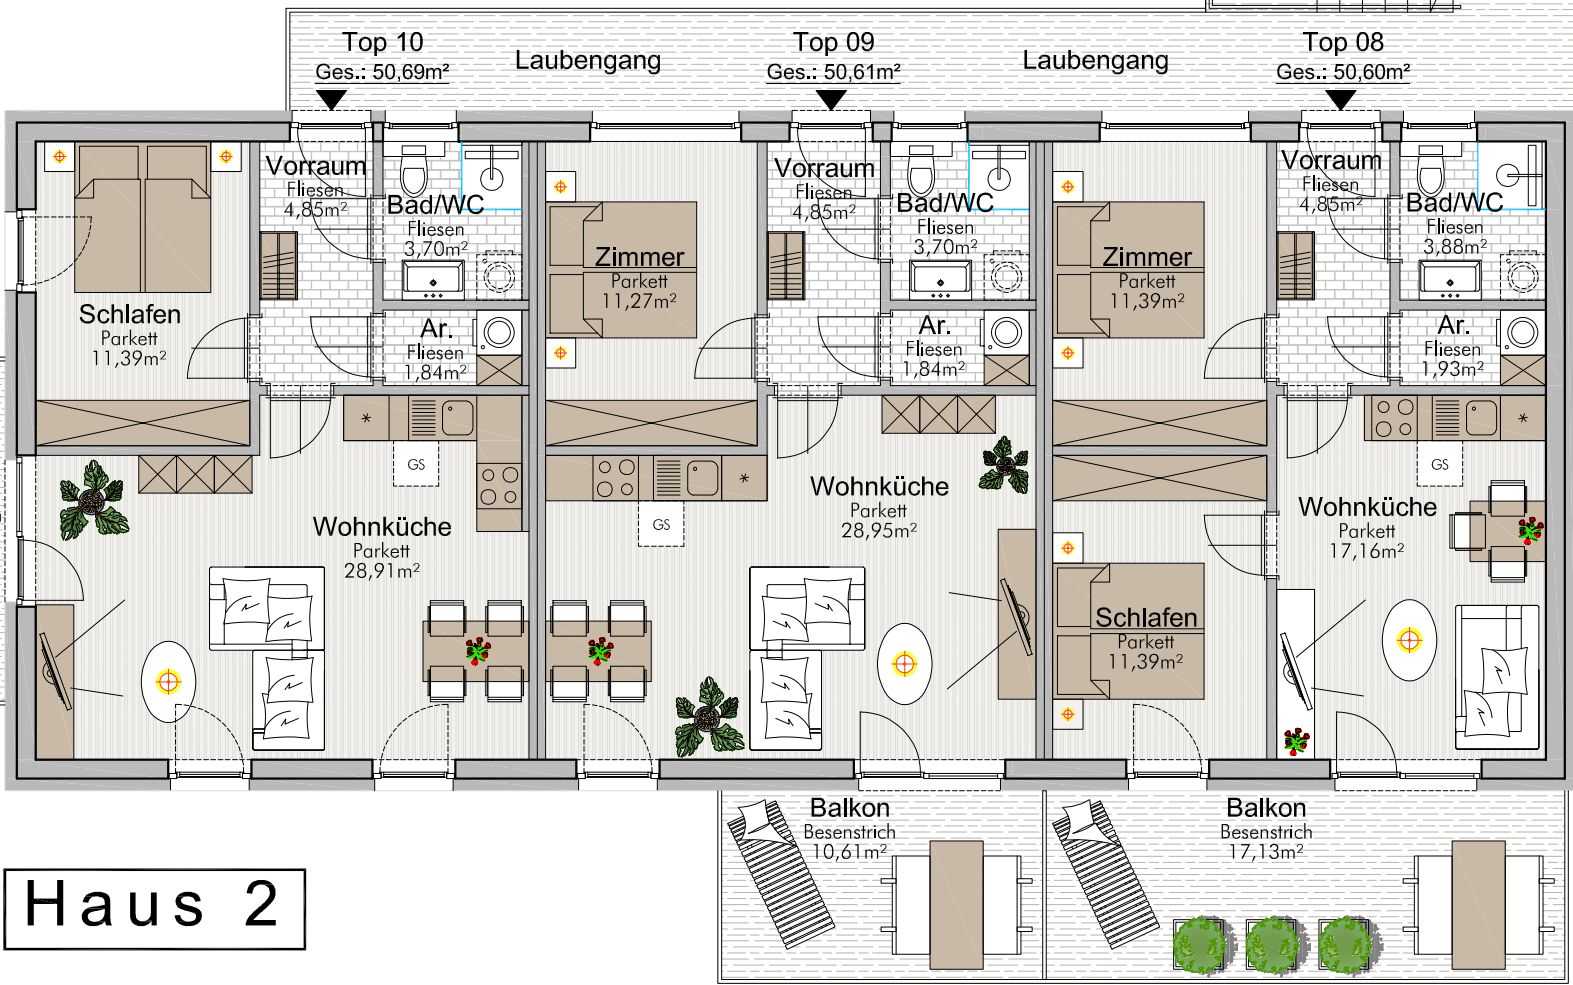 Top 10
Ges.: 50,69m²
Laubengang
Top 09
Ges.: 50,61m²
Laubengang
Top 08
Ges.: 50,60m²
Vorraum
Fliesen
4,85m²
Bad/WC
Fliesen
3,70m²
Schlafen
Parkett
11,39m²
Ar.
Fliesen
1,84m²
GS
Wohnküche
Parkett
28,91m²
Zimmer
Parkett
11,27m²
Vorraum
Fliesen
4,85m²
Bad/WC
Fliesen
3,70m²
Ar.
Fliesen
1,84m²
GS
Wohnküche
Parkett
28,95m²
Zimmer
Parkett
11,39m²
Vorraum
Fliesen
4,85m²
Bad/WC
Fliesen
3,88m²
Ar.
Fliesen
1,93m²
GS
Wohnküche
Parkett
17,16m²
Schlafen
Parkett
11,39m²
Balkon
Besenstrich
10,61m²
Balkon
Besenstrich
17,13m²
Haus 2